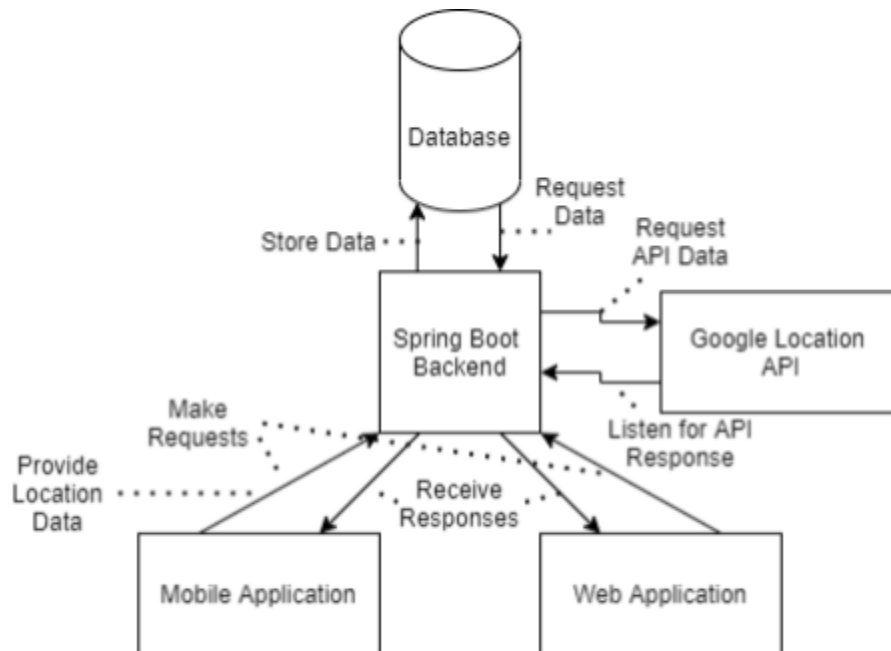 Database
Request
Data
Store Data
Request
API Data
Spring Boot
Backend
Google Location
API
Make
Requests
Listen for API
Response
Provide
Location
Data
Receive
Responses
Mobile Application
Web Application